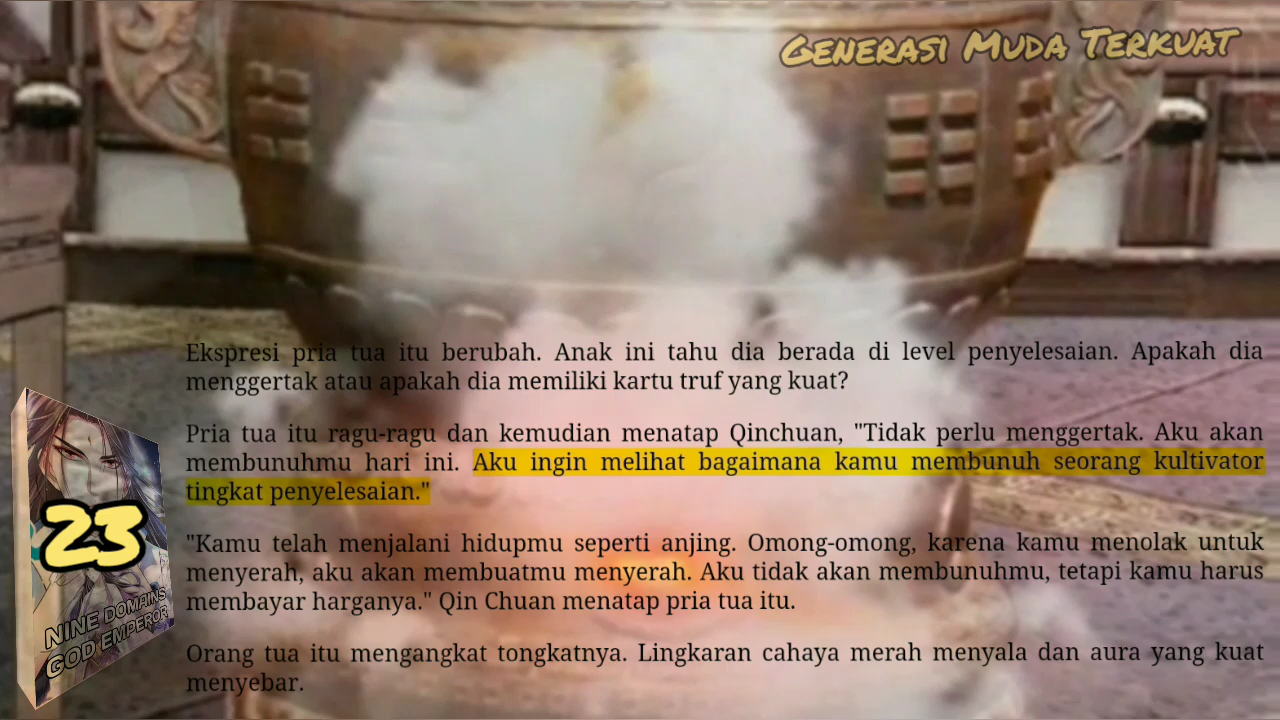 Generasi Muda Terkuat
Ekspresi pria tua itu berubah. Anak ini tahu dia berada di level penyelesaian. Apakah dia
menggertak atau apakah dia memiliki kartu truf yang kuat?
Pria tua itu ragu-ragu dan kemudian menatap Qinchuan, "Tidak perlu menggertak. Aku akan
membunuhmu hari ini. Aku ingin melihat bagaimana kamu membunuh seorang kultivator
tingkat penyelesaian."
"Kamu telah menjalani hidupmu seperti anjing. Omong-omong, karena kamu menolak untuk
menyerah, aku akan membuatmu menyerah. Aku tidak akan membunuhmu, tetapi kamu harus
membayar harganya." Qin Chuan menatap pria tua itu.
Orang tua itu mengangkat tongkatnya. Lingkaran cahaya merah menyala dan aura yang kuat
menyebar.
23
NINE DOMAINS
GOD EMPEROR